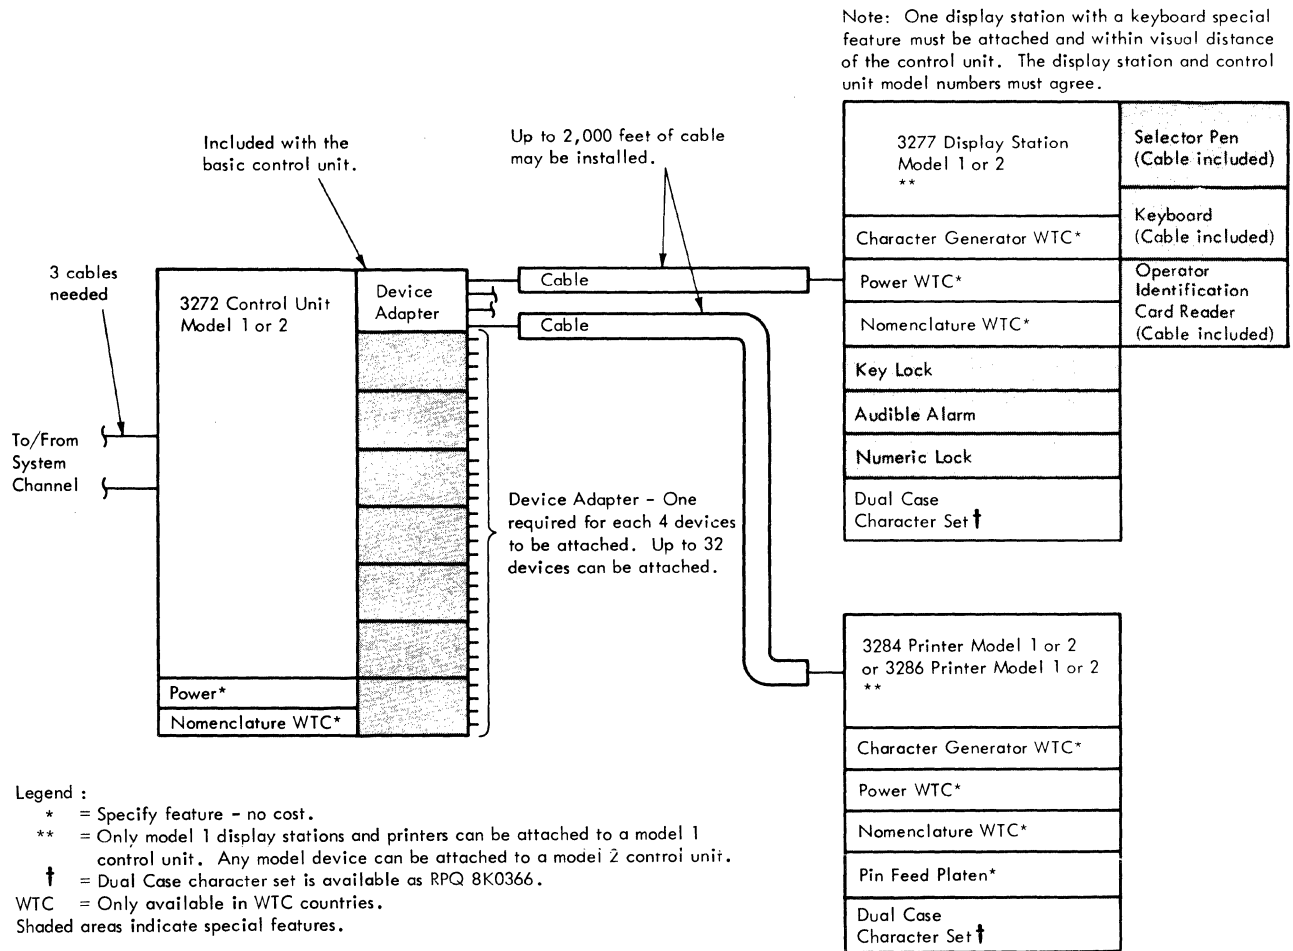 Note: One display station with a keyboard special
feature must be attached and within visual distance
of the control unit. The display station and control
unit model numbers must agree.
Included with the
basic control unit.
Up to 2,000 feet of cable
may be installed.
3277 Display Station
Model 1 or 2
**
Selector Pen
(Cable included)
Keyboard
(Cable included)
Operator
Identification
Card Reader
(Cable included)
Character Generator WTC*
Power WTC*
Nomenclature WTC*
Key Lock
Audible Alarm
Numeric Lock
Dual Case
Character Set †
3 cables
needed
3272 Control Unit
Model 1 or 2
Device
Adapter
Cable
Cable
To/From
System
Channel
Device Adapter - One
required for each 4 devices
to be attached. Up to 32
devices can be attached.
Power*
Nomenclature WTC*
3284 Printer Model 1 or 2
or 3286 Printer Model 1 or 2
**
Character Generator WTC*
Power WTC*
Nomenclature WTC*
Pin Feed Platen*
Dual Case
Character Set †
Legend :
* = Specify feature - no cost.
** = Only model 1 display stations and printers can be attached to a model 1
control unit. Any model device can be attached to a model 2 control unit.
† = Dual Case character set is available as RPQ 8K0366.
WTC = Only available in WTC countries.
Shaded areas indicate special features.